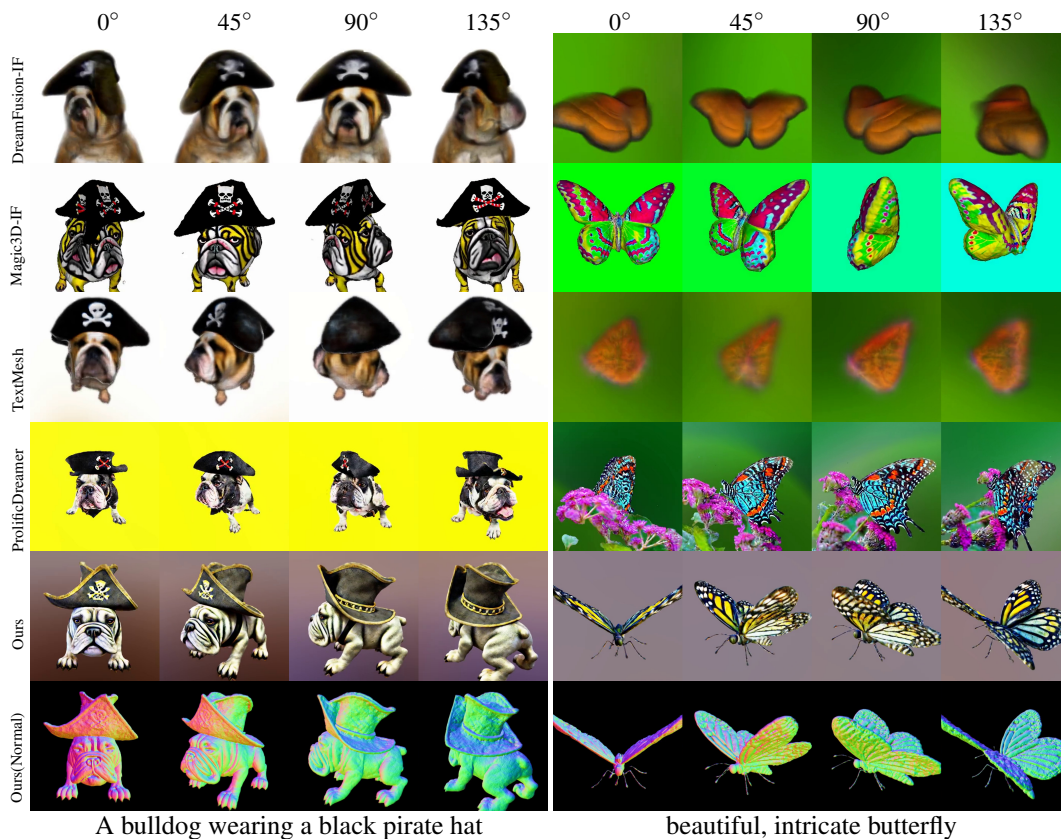 0° 45° 90° 135° 0° 45° 90° 135°
DreamFusion-IF
Magic3D-IF
TextMesh
ProlificDreamer
Ours
Ours(Normal)
A bulldog wearing a black pirate hat beautiful, intricate butterfly